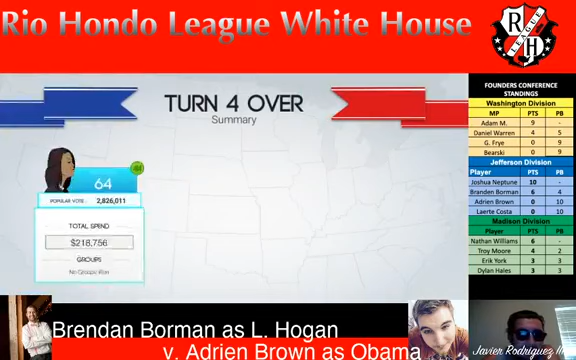 Rio Hondo League White House
R
LEAGUE
H
TURN 4 OVER
Summary
64
POPULAR VOTE: 2,826,011
TOTAL SPEND
$218,756
GROUPS
No Groups Won
FOUNDERS CONFERENCE
STANDINGS
Washington Division
MP PTS PB
Adam M. 9 -
Daniel Warren 4 5
G. Frye 0 9
Bearski 0 9
Jefferson Division
Player PTS PB
Joshua Neptune 10 -
Branden Borman 6 4
Adrien Brown 0 10
Laerte Costa 0 10
Madison Division
Player PTS PB
Nathan Williams 6 -
Troy Moore 4 2
Erik York 3 3
Dylan Hales 3 3
Brendan Borman as L. Hogan
v. Adrien Brown as Obama
Javier Rodriguez